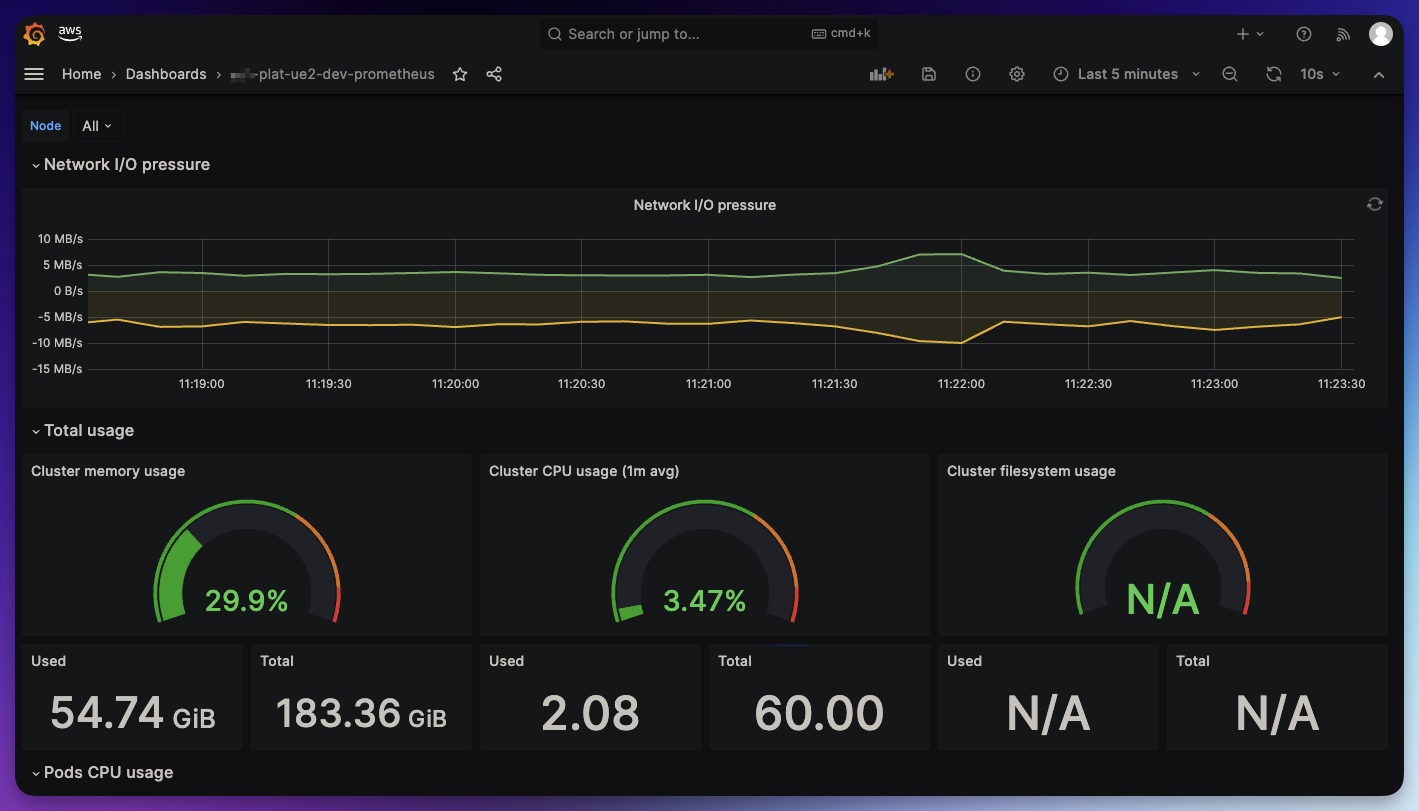 aws
Search or jump to... cmd+k
Home › Dashboards › -plat-ue2-dev-prometheus
Last 5 minutes 10s
Node All
Network I/O pressure
Network I/O pressure
10 MB/s
5 MB/s
0 B/s
-5 MB/s
-10 MB/s
-15 MB/s
11:19:00 11:19:30 11:20:00 11:20:30 11:21:00 11:21:30 11:22:00 11:22:30 11:23:00 11:23:30
Total usage
Cluster memory usage
29.9%
Cluster CPU usage (1m avg)
3.47%
Cluster filesystem usage
N/A
Used
54.74 GiB
Total
183.36 GiB
Used
2.08
Total
60.00
Used
N/A
Total
N/A
Pods CPU usage